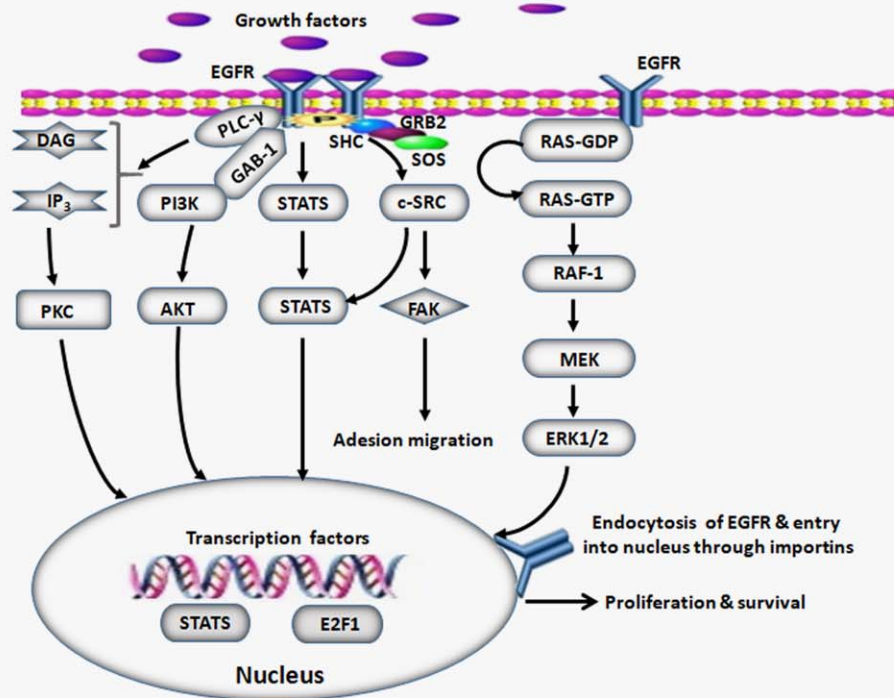 Growth factors
EGFR
EGFR
PLC-γ
P
GRB2
SHC
SOS
DAG
GAB-1
RAS-GDP
IP3
PI3K
STATS
c-SRC
RAS-GTP
RAF-1
PKC
AKT
STATS
FAK
MEK
Adesion migration
ERK1/2
Transcription factors
Endocytosis of EGFR & entry
into nucleus through importins
Proliferation & survival
STATS
E2F1
Nucleus